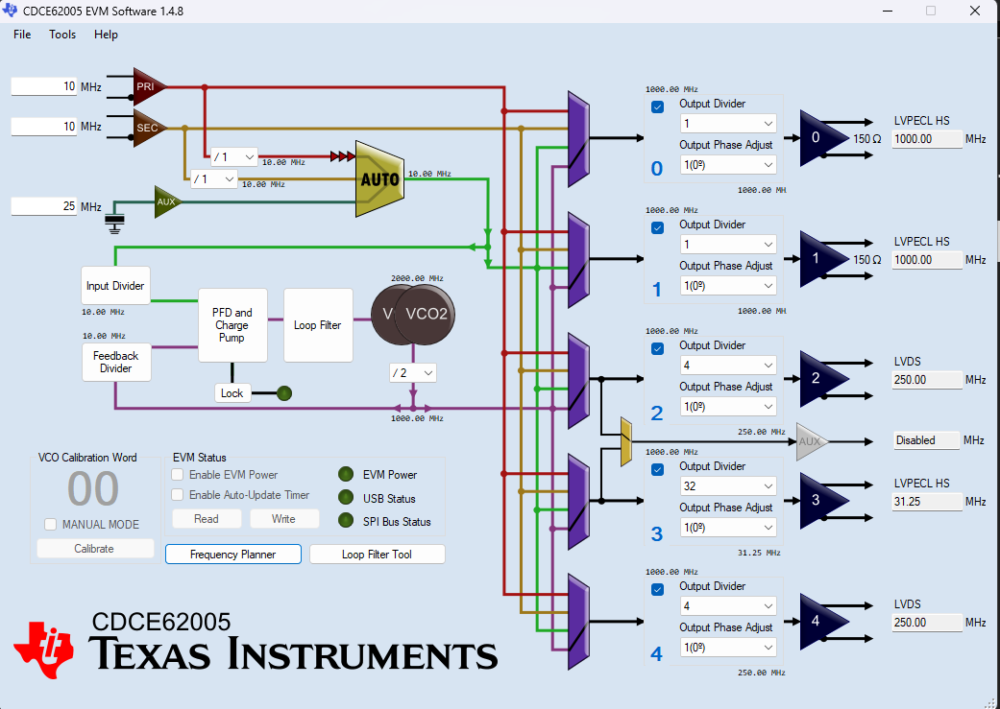 CDCE62005 EVM Software 1.4.8
File Tools Help
10 MHz
PRI
10 MHz
SEC
/ 1
10.00 MHz
/ 1
10.00 MHz
AUTO
10.00 MHz
25 MHz
AUX
Input Divider
10.00 MHz
10.00 MHz
Feedback
Divider
PFD and
Charge
Pump
Loop Filter
2000.00 MHz
V VCO2
/ 2
Lock
1000.00 MHz
1000.00 MHz
Output Divider
1
Output Phase Adjust
0
1(0º)
1000.00 MH
0
150 Ω
LVPECL HS
1000.00 MHz
1000.00 MHz
Output Divider
1
Output Phase Adjust
1
1(0º)
1000.00 MH
1
150 Ω
LVPECL HS
1000.00 MHz
1000.00 MHz
Output Divider
4
Output Phase Adjust
2
1(0º)
250.00 MHz
2
LVDS
250.00 MHz
AUX
Disabled MHz
1000.00 MHz
Output Divider
32
Output Phase Adjust
3
1(0º)
31.25 MHz
3
LVPECL HS
31.25 MHz
1000.00 MHz
Output Divider
4
Output Phase Adjust
4
1(0º)
250.00 MHz
4
LVDS
250.00 MHz
VCO Calibration Word
00
MANUAL MODE
Calibrate
EVM Status
Enable EVM Power
Enable Auto-Update Timer
Read Write
EVM Power
USB Status
SPI Bus Status
Frequency Planner Loop Filter Tool
CDCE62005
TEXAS INSTRUMENTS